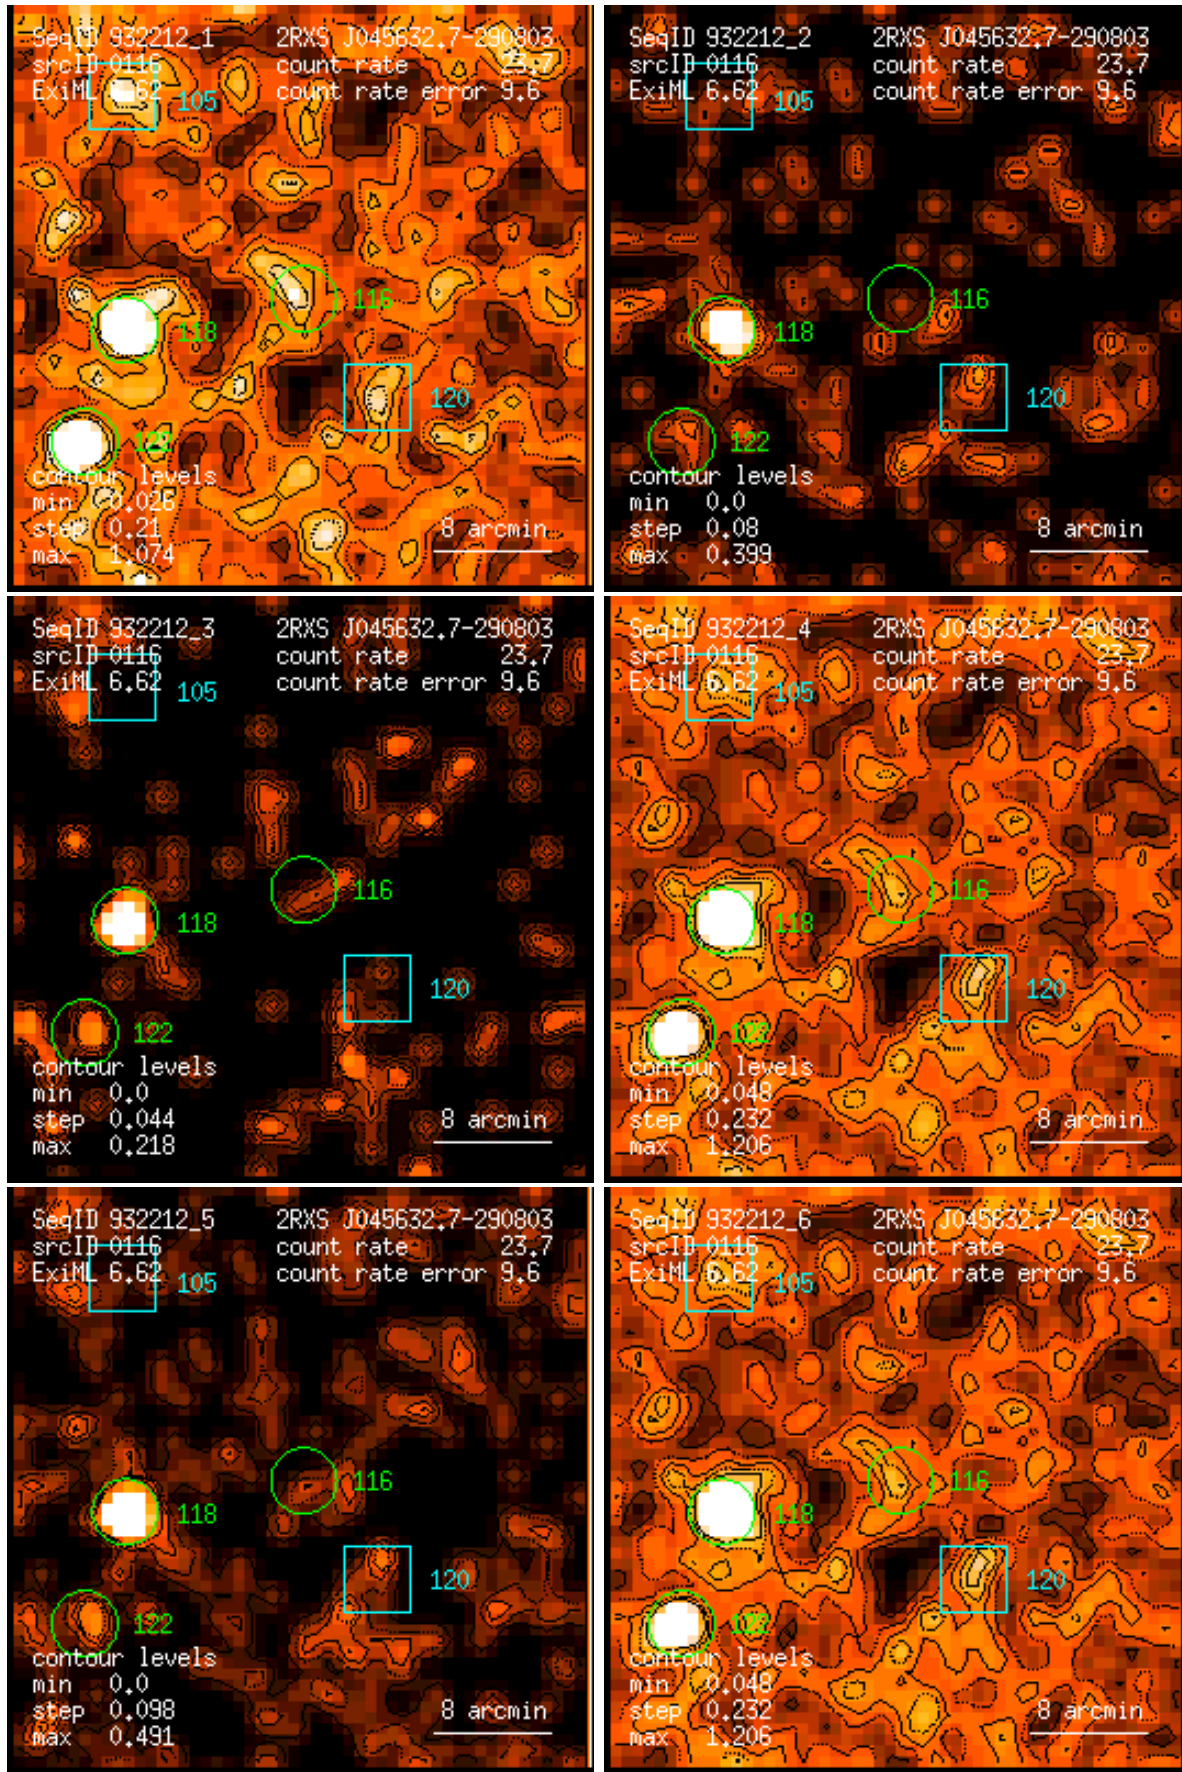 SeqID 932212_1 2RXS J045632.7-290803
srcID 0116 count rate 23.7
ExiML 6.62 count rate error 9.6
105
116
118
120
122
contour levels
min 0.026
step 0.21 8 arcmin
max 1.074
SeqID 932212_2 2RXS J045632.7-290803
srcID 0116 count rate 23.7
ExiML 6.62 count rate error 9.6
105
116
118
120
122
contour levels
min 0.0
step 0.08 8 arcmin
max 0.399
SeqID 932212_3 2RXS J045632.7-290803
srcID 0116 count rate 23.7
ExiML 6.62 count rate error 9.6
105
116
118
120
122
contour levels
min 0.0
step 0.044 8 arcmin
max 0.218
SeqID 932212_4 2RXS J045632.7-290803
srcID 0116 count rate 23.7
ExiML 6.62 count rate error 9.6
105
116
118
120
122
contour levels
min 0.048
step 0.232 8 arcmin
max 1.206
SeqID 932212_5 2RXS J045632.7-290803
srcID 0116 count rate 23.7
ExiML 6.62 count rate error 9.6
105
116
118
120
122
contour levels
min 0.0
step 0.098 8 arcmin
max 0.491
SeqID 932212_6 2RXS J045632.7-290803
srcID 0116 count rate 23.7
ExiML 6.62 count rate error 9.6
105
116
118
120
122
contour levels
min 0.048
step 0.232 8 arcmin
max 1.206